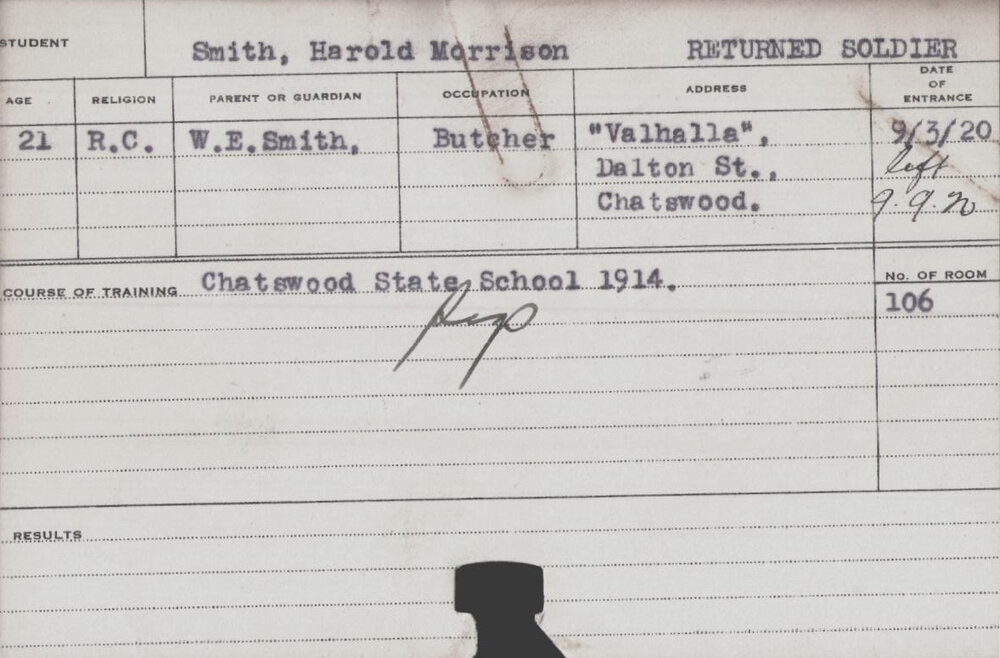 STUDENT Smith, Harold Morrison RETURNED SOLDIER
AGE RELIGION PARENT OR GUARDIAN OCCUPATION ADDRESS DATE OF ENTRANCE
21 R.C. W.E.Smith, Butcher "Valhalla", 9/3/20
Dalton St., left
Chatswood. 9.9.20
COURSE OF TRAINING Chatswood State School 1914. No. OF ROOM
106
RESULTS